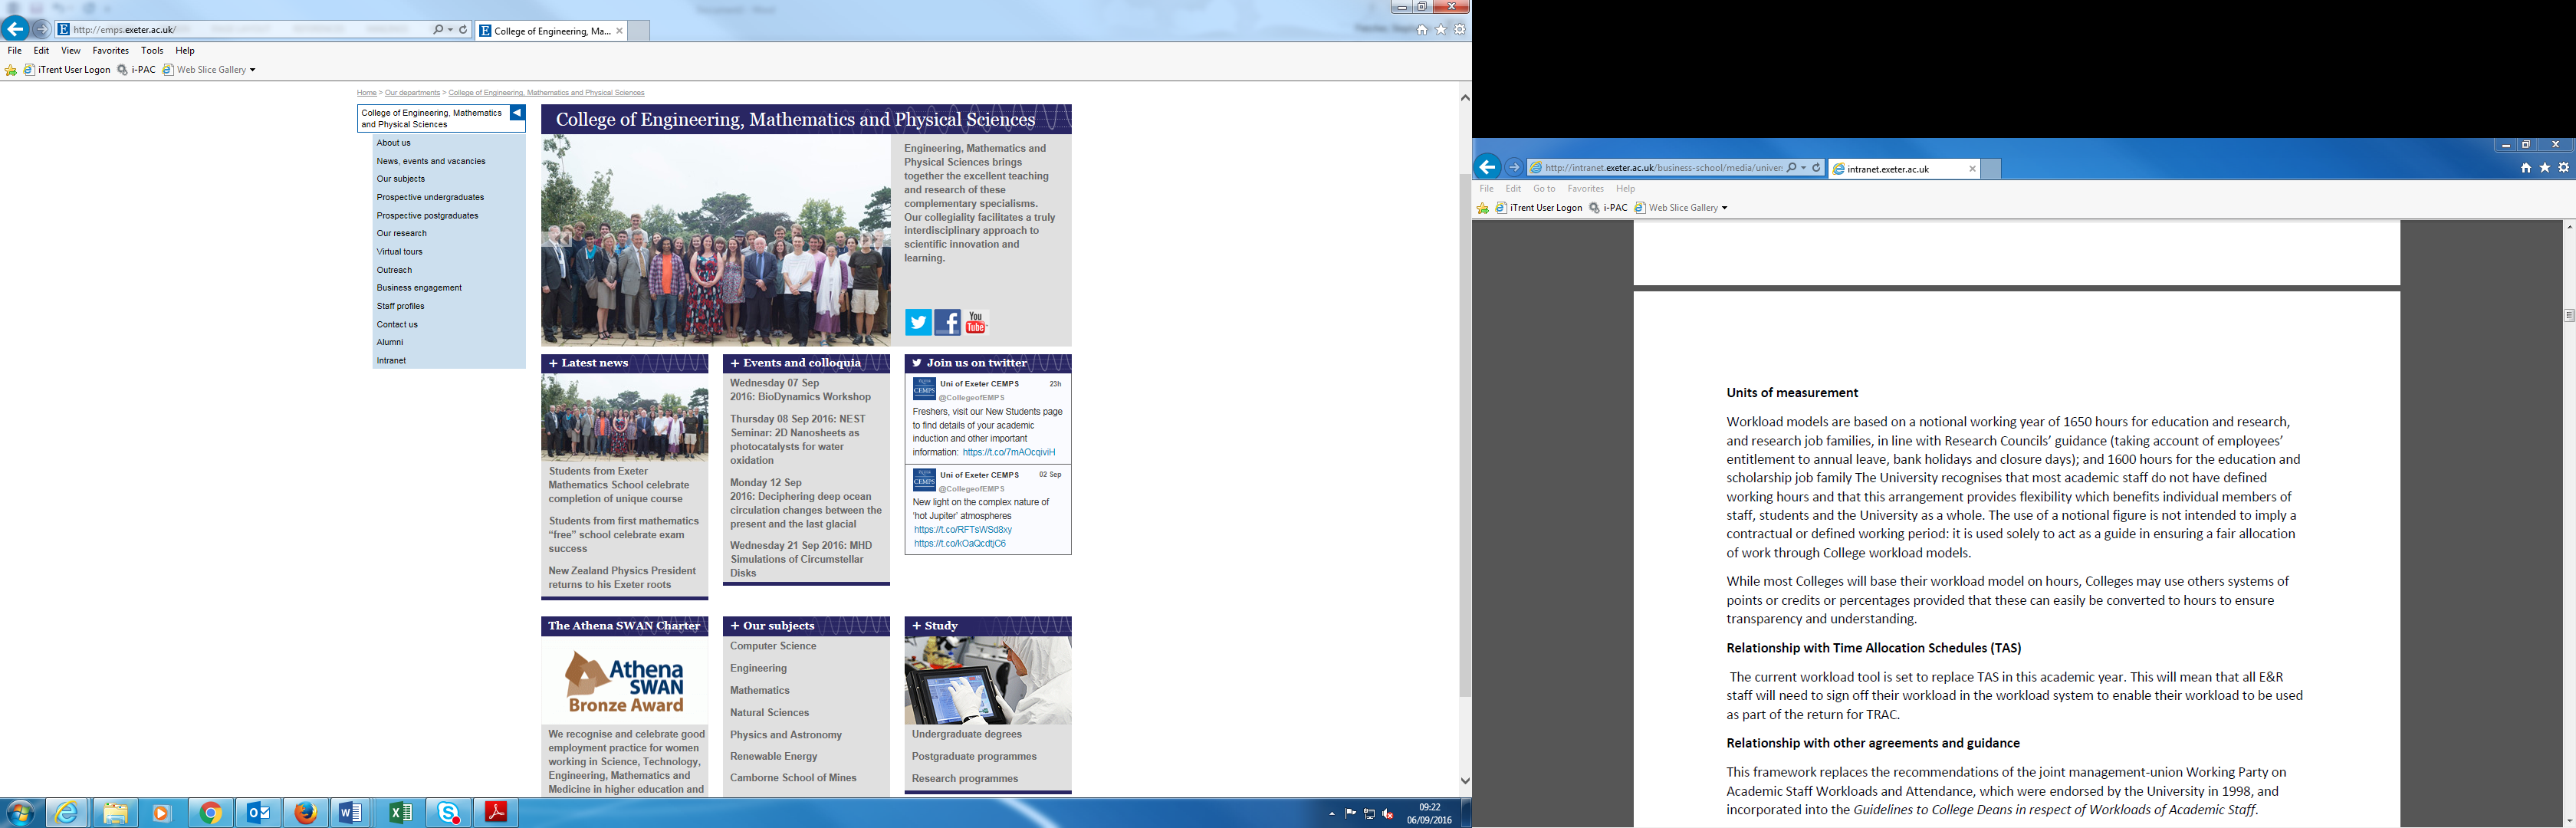 http://emps.exeter.ac.uk/
College of Engineering, Ma...
File Edit View Favorites Tools Help
iTrent User Logon i-PAC Web Slice Gallery
Home > Our departments > College of Engineering, Mathematics and Physical Sciences
College of Engineering, Mathematics
and Physical Sciences
About us
News, events and vacancies
Our subjects
Prospective undergraduates
Prospective postgraduates
Our research
Virtual tours
Outreach
Business engagement
Staff profiles
Contact us
Alumni
Intranet
College of Engineering, Mathematics and Physical Sciences
Engineering, Mathematics and
Physical Sciences brings
together the excellent teaching
and research of these
complementary specialisms.
Our collegiality facilitates a truly
interdisciplinary approach to
scientific innovation and
learning.
You
Tube
+ Latest news
Students from Exeter
Mathematics School celebrate
completion of unique course
Students from first mathematics
“free” school celebrate exam
success
New Zealand Physics President
returns to his Exeter roots
+ Events and colloquia
Wednesday 07 Sep
2016: BioDynamics Workshop
Thursday 08 Sep 2016: NEST
Seminar: 2D Nanosheets as
photocatalysts for water
oxidation
Monday 12 Sep
2016: Deciphering deep ocean
circulation changes between the
present and the last glacial
Wednesday 21 Sep 2016: MHD
Simulations of Circumstellar
Disks
Join us on twitter
Uni of Exeter CEMPS 23h
@CollegeofEMPS
Freshers, visit our New Students page
to find details of your academic
induction and other important
information: https://t.co/7mAOcqiviH
Uni of Exeter CEMPS 02 Sep
@CollegeofEMPS
New light on the complex nature of
'hot Jupiter' atmospheres
https://t.co/RFTsWSd8xy
https://t.co/kOaQcdtjC6
The Athena SWAN Charter
Athena
SWAN
Bronze Award
We recognise and celebrate good
employment practice for women
working in Science, Technology,
Engineering, Mathematics and
Medicine in higher education and
+ Our subjects
Computer Science
Engineering
Mathematics
Natural Sciences
Physics and Astronomy
Renewable Energy
Camborne School of Mines
+ Study
Undergraduate degrees
Postgraduate programmes
Research programmes
09:22
06/09/2016
http://intranet.exeter.ac.uk/business-school/media/univer
intranet.exeter.ac.uk
File Edit Go to Favorites Help
iTrent User Logon i-PAC Web Slice Gallery
Units of measurement
Workload models are based on a notional working year of 1650 hours for education and research,
and research job families, in line with Research Councils’ guidance (taking account of employees’
entitlement to annual leave, bank holidays and closure days); and 1600 hours for the education and
scholarship job family The University recognises that most academic staff do not have defined
working hours and that this arrangement provides flexibility which benefits individual members of
staff, students and the University as a whole. The use of a notional figure is not intended to imply a
contractual or defined working period: it is used solely to act as a guide in ensuring a fair allocation
of work through College workload models.
While most Colleges will base their workload model on hours, Colleges may use others systems of
points or credits or percentages provided that these can easily be converted to hours to ensure
transparency and understanding.
Relationship with Time Allocation Schedules (TAS)
The current workload tool is set to replace TAS in this academic year. This will mean that all E&R
staff will need to sign off their workload in the workload system to enable their workload to be used
as part of the return for TRAC.
Relationship with other agreements and guidance
This framework replaces the recommendations of the joint management-union Working Party on
Academic Staff Workloads and Attendance, which were endorsed by the University in 1998, and
incorporated into the Guidelines to College Deans in respect of Workloads of Academic Staff.